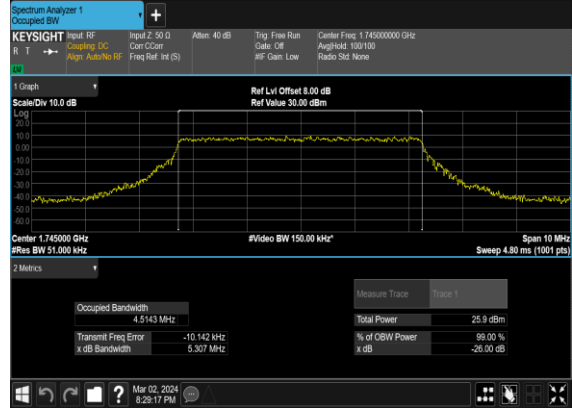 Spectrum Analyzer 1
Occupied BW
+
KEYSIGHT Input: RF Input Z: 50 Ω Atten: 40 dB Trig: Free Run Center Freq: 1.745000000 GHz
R T Coupling: DC Corr CCorr Gate: Off Avg|Hold: 100/100
Align: Auto/No RF Freq Ref: Int (S) #IF Gain: Low Radio Std: None
1 Graph
Ref Lvl Offset 8.00 dB
Scale/Div 10.0 dB Ref Value 30.00 dBm
Log
20.0
10.0
0.00
-10.0
-20.0
-30.0
-40.0
-50.0
-60.0
Center 1.745000 GHz #Video BW 150.00 kHz* Span 10 MHz
#Res BW 51.000 kHz Sweep 4.80 ms (1001 pts)
2 Metrics
Measure Trace Trace 1
Occupied Bandwidth
4.5143 MHz Total Power 25.9 dBm
Transmit Freq Error -10.142 kHz % of OBW Power 99.00 %
x dB Bandwidth 5.307 MHz x dB -26.00 dB
? Mar 02, 2024
8:29:17 PM